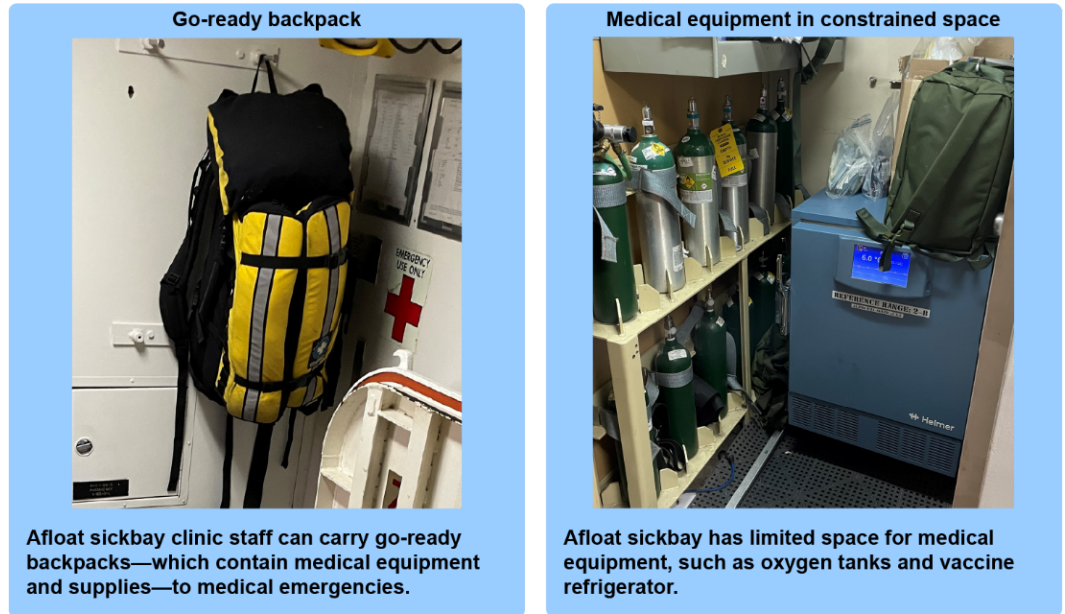 Go-ready backpack
EMERGENCY
USE ONLY
Afloat sickbay clinic staff can carry go-ready
backpacks—which contain medical equipment
and supplies—to medical emergencies.
Medical equipment in constrained space
6.0
REFERENCE RANGE: 2-8
Helmer
Afloat sickbay has limited space for medical
equipment, such as oxygen tanks and vaccine
refrigerator.